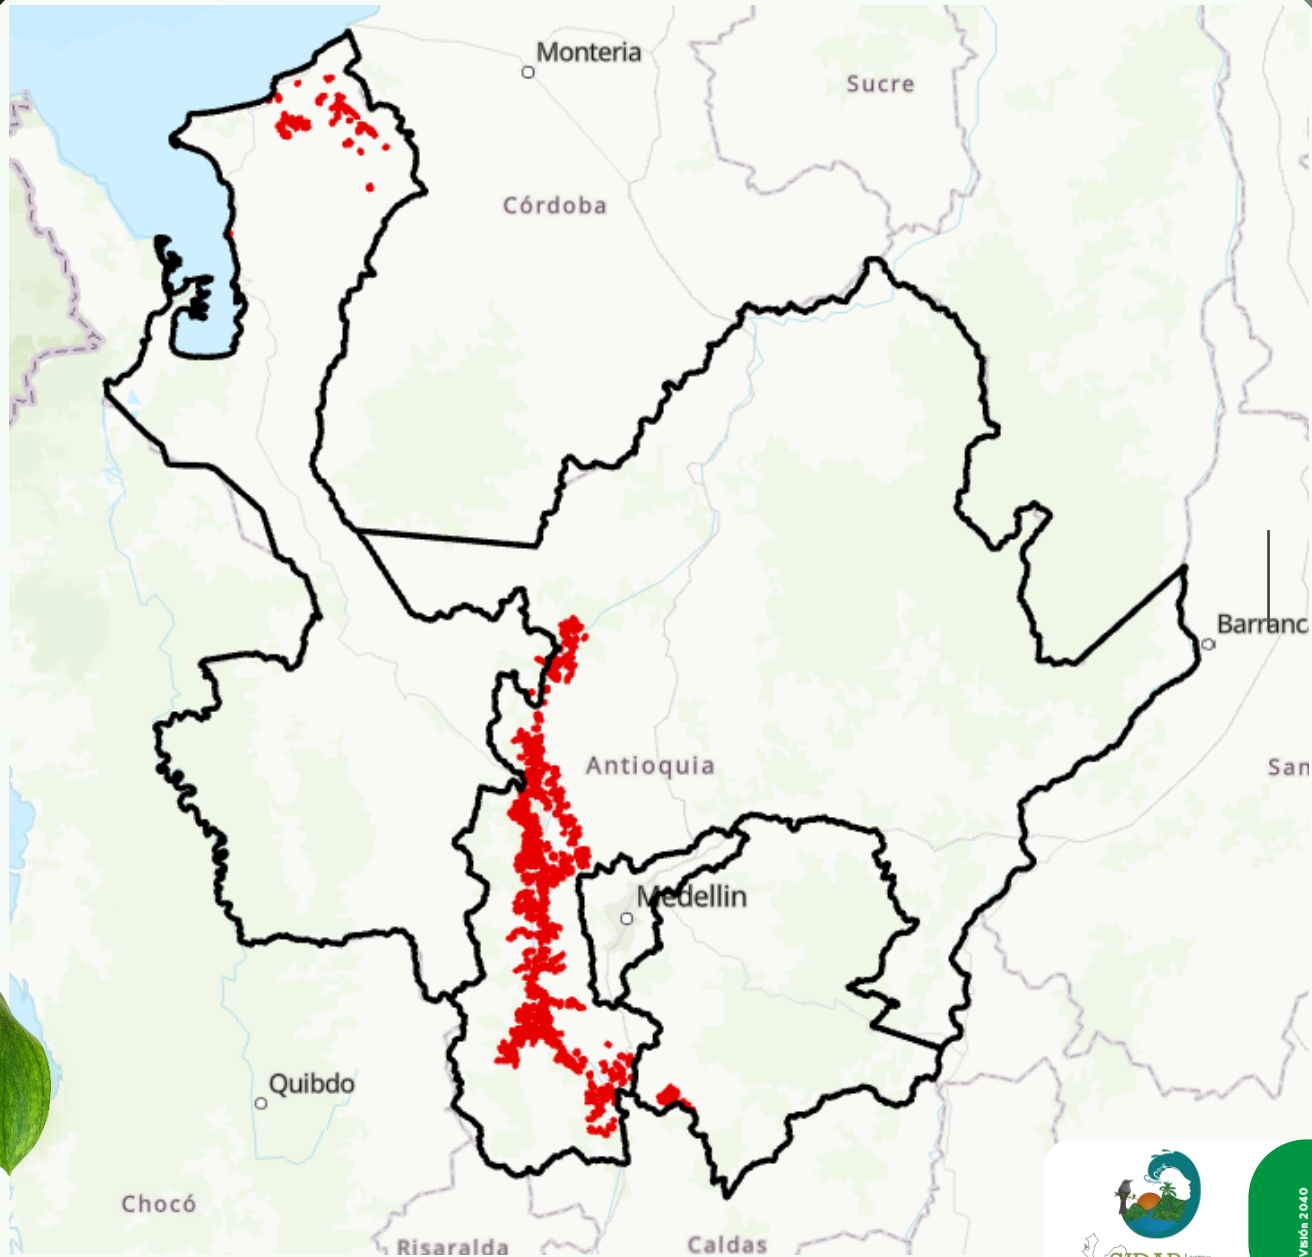 Monteria
Sucre
Córdoba
Barranc
Antioquia
San
Medellin
Quibdo
Chocó
Risaralda
Caldas
Visión 2040